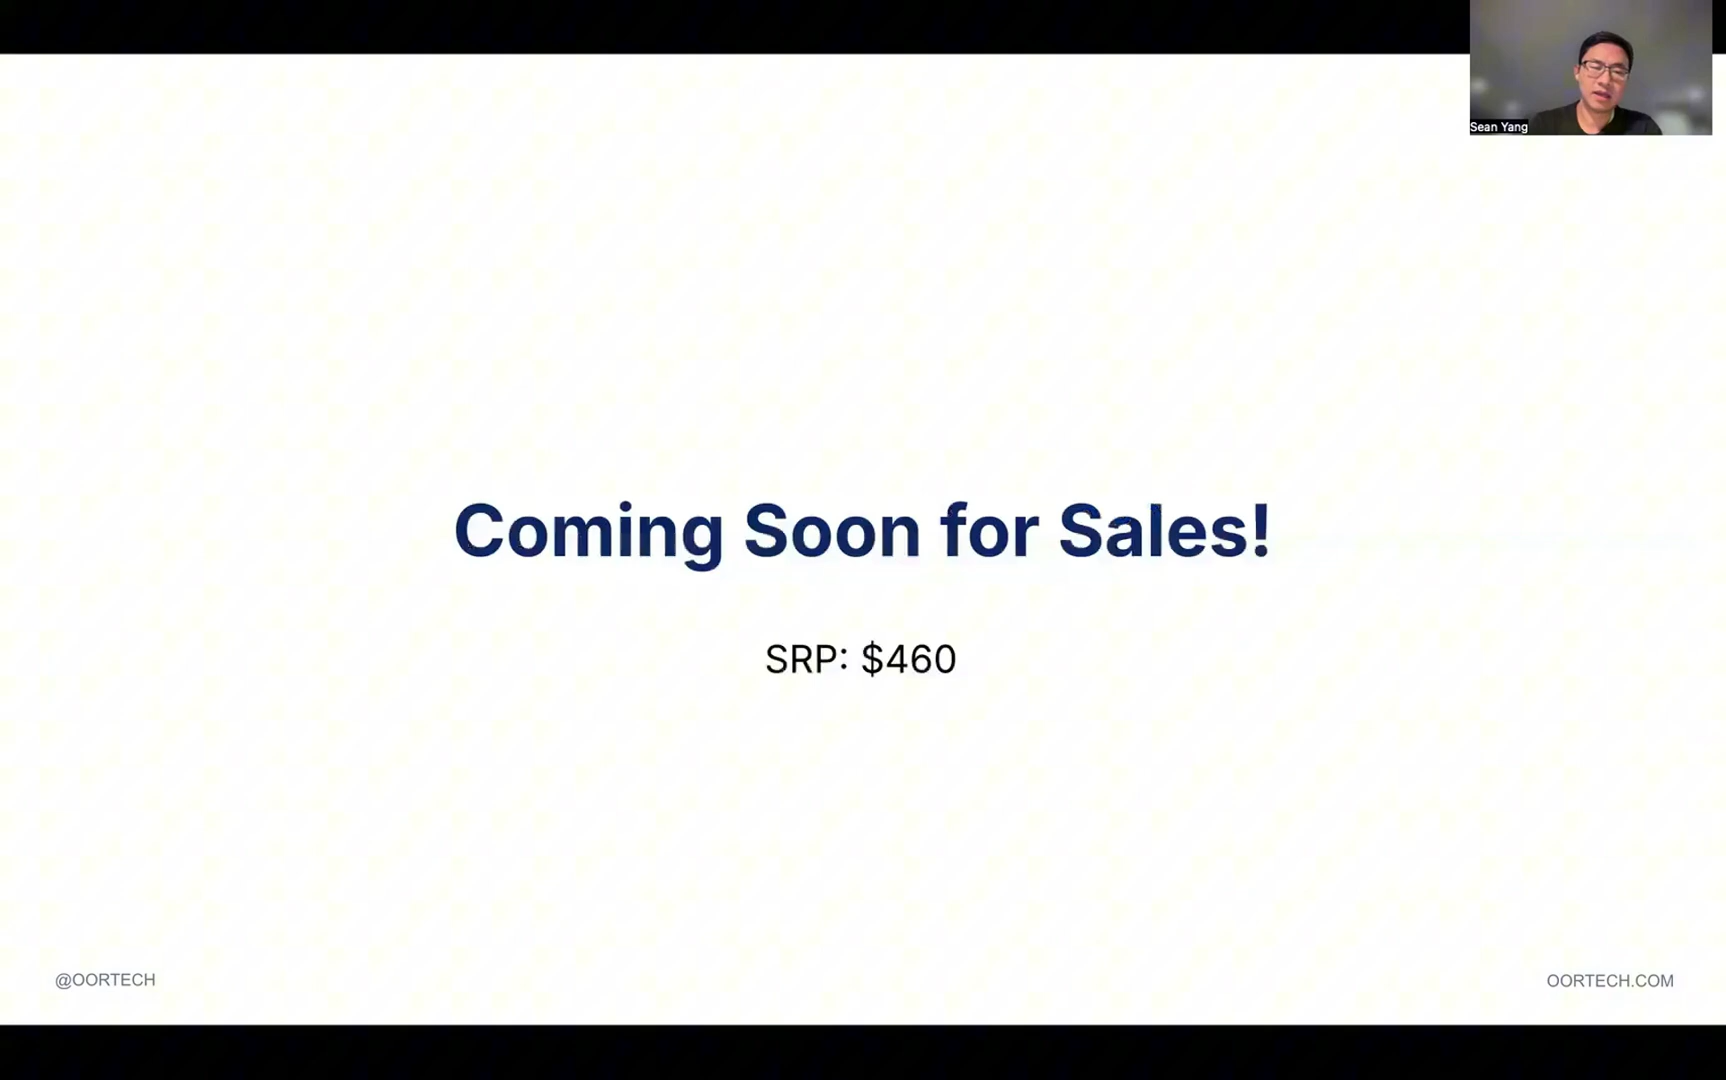 Sean Yang
Coming Soon for Sales!
SRP: $460
@OORTECH
OORTECH.COM